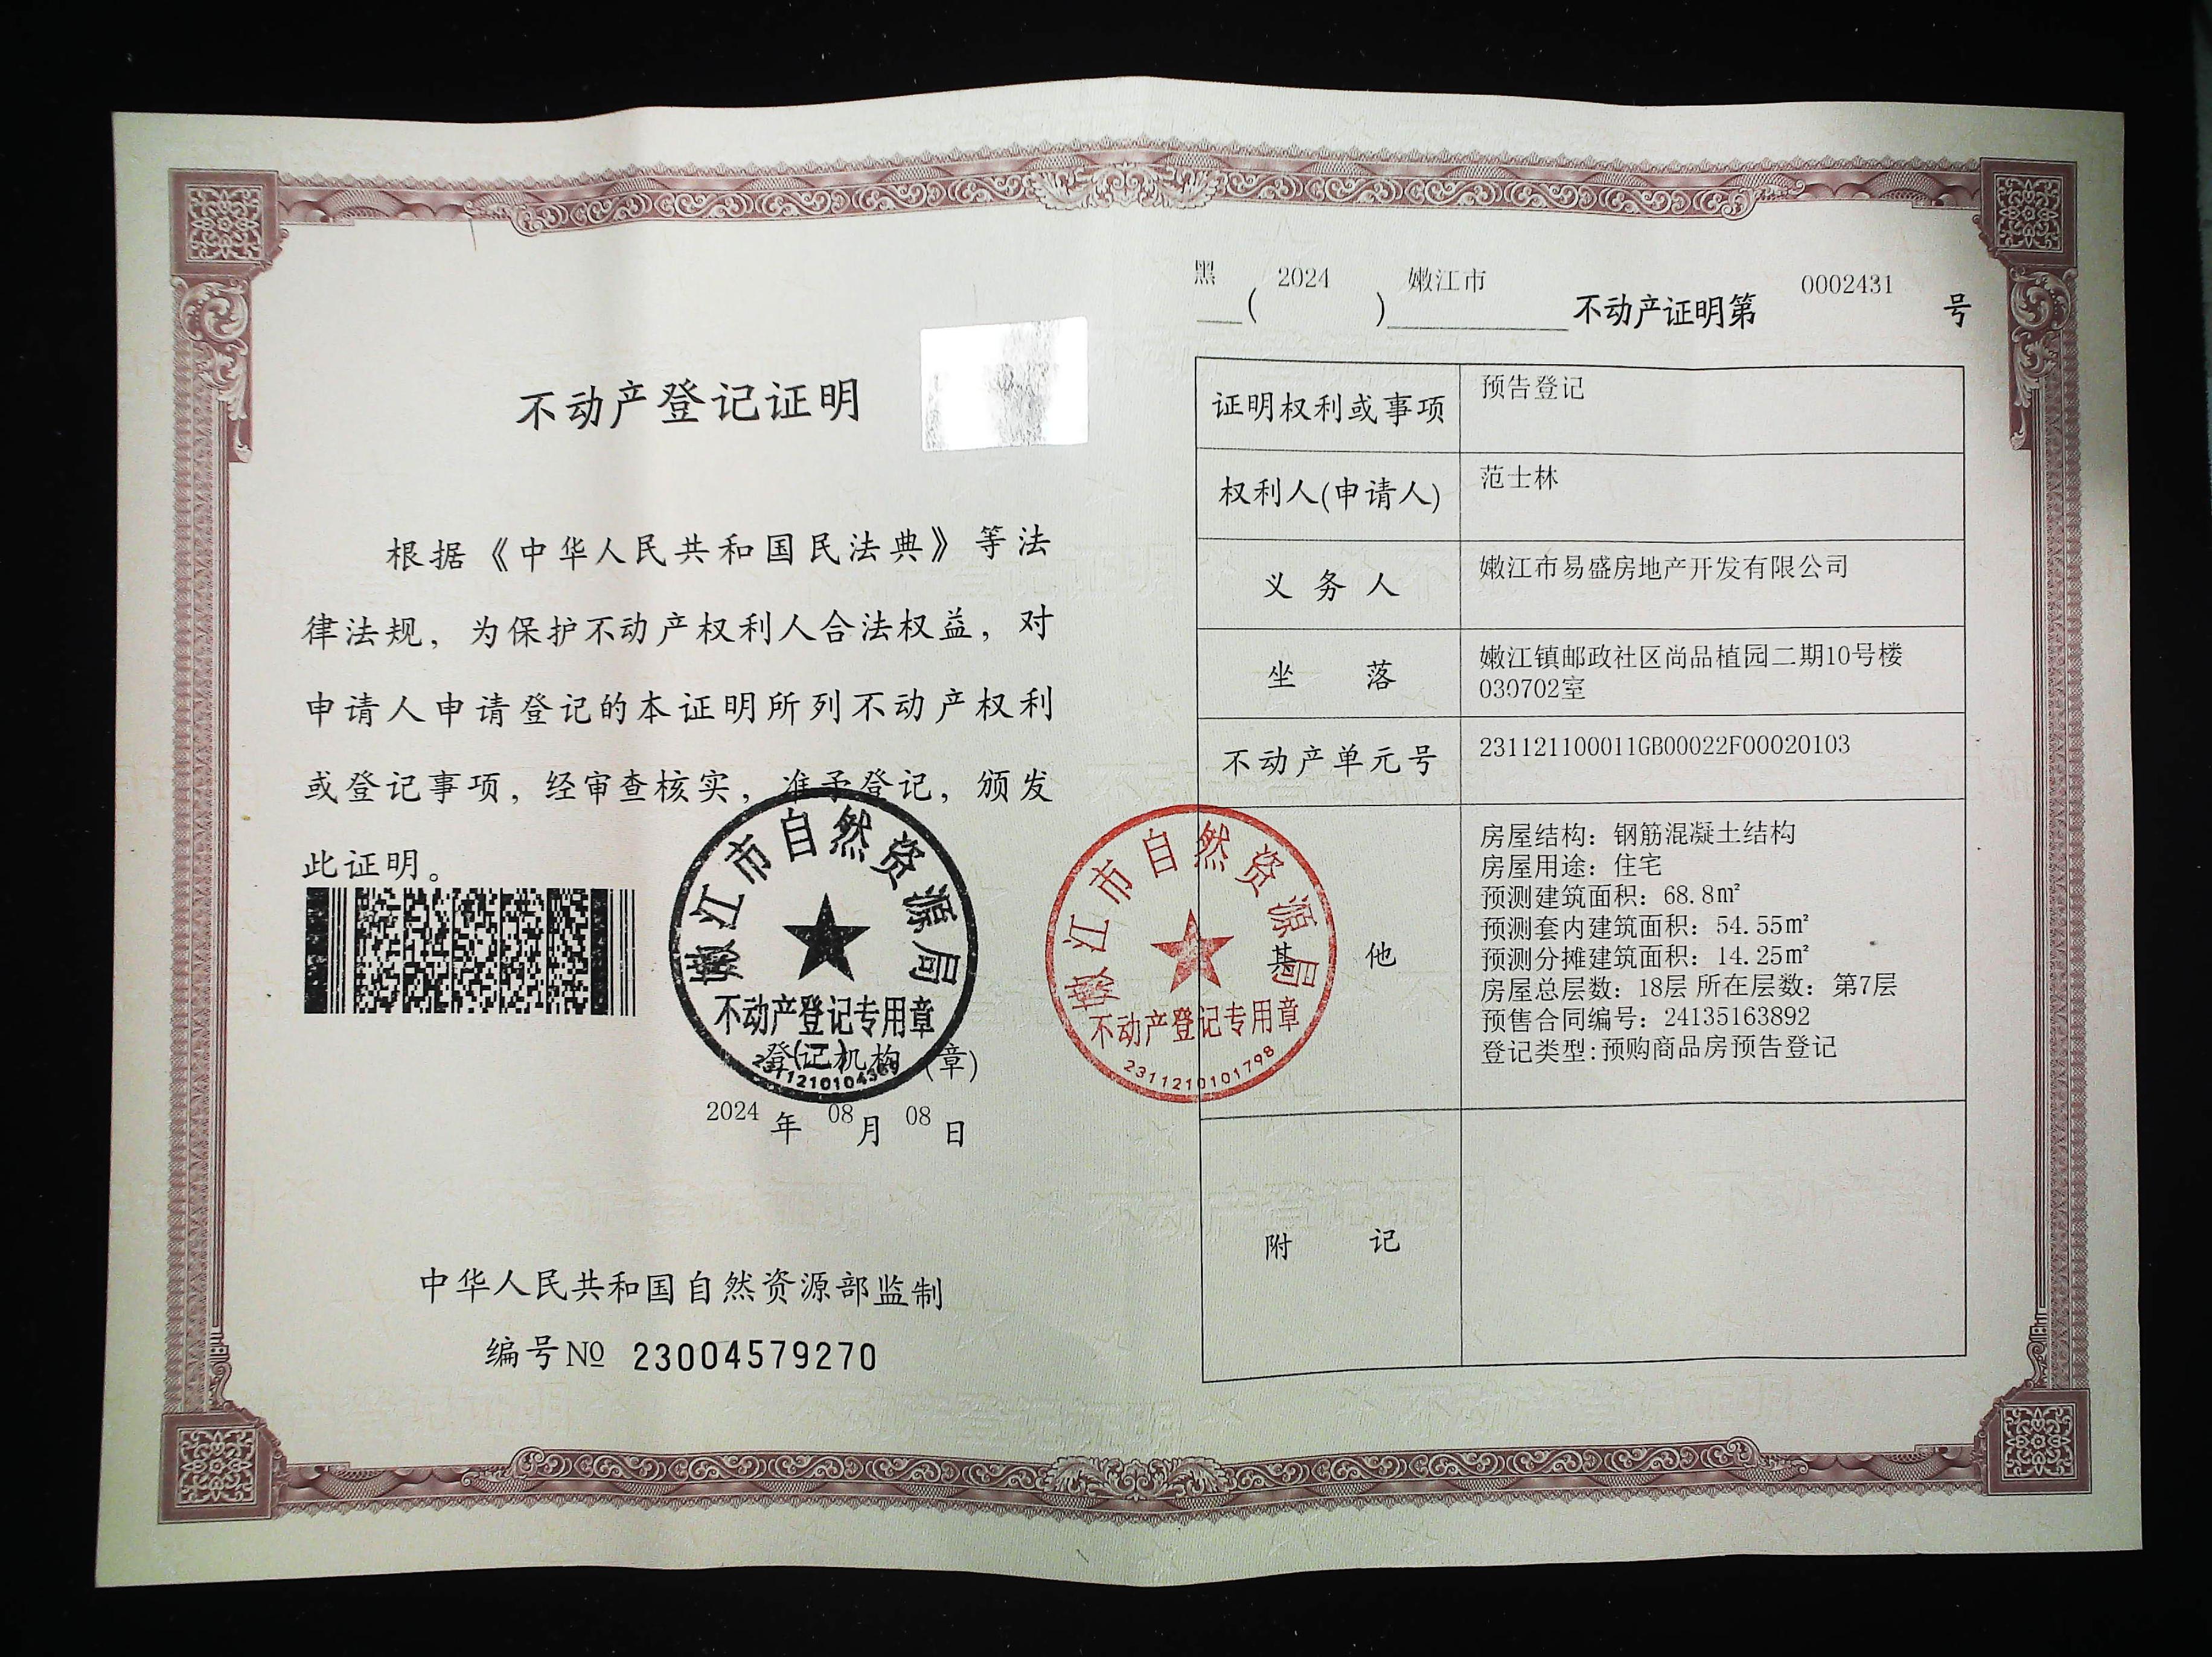 不动产登记证明
根据《中华人民共和国民法典》等法
律法规，为保护不动产权利人合法权益，对
申请人申请登记的本证明所列不动产权利
或登记事项，经审查核实，准予登记，颁发
此证明。
嫩江市自然资源局
不动产登记专用章
登记机构（章）
2024年08月08日
中华人民共和国自然资源部监制
编号№ 23004579270
黑（2024）嫩江市不动产证明第0002431号
证明权利或事项 预告登记
权利人(申请人) 范士林
义务人 嫩江市易盛房地产开发有限公司
坐落 嫩江镇邮政社区尚品植园二期10号楼
030702室
不动产单元号 231121100011GB00022F00020103
嫩江市自然资源局
不动产登记专用章
2311210101798
其他
房屋结构：钢筋混凝土结构
房屋用途：住宅
预测建筑面积：68.8㎡
预测套内建筑面积：54.55㎡
预测分摊建筑面积：14.25㎡
房屋总层数：18层 所在层数：第7层
预售合同编号：24135163892
登记类型:预购商品房预告登记
附记